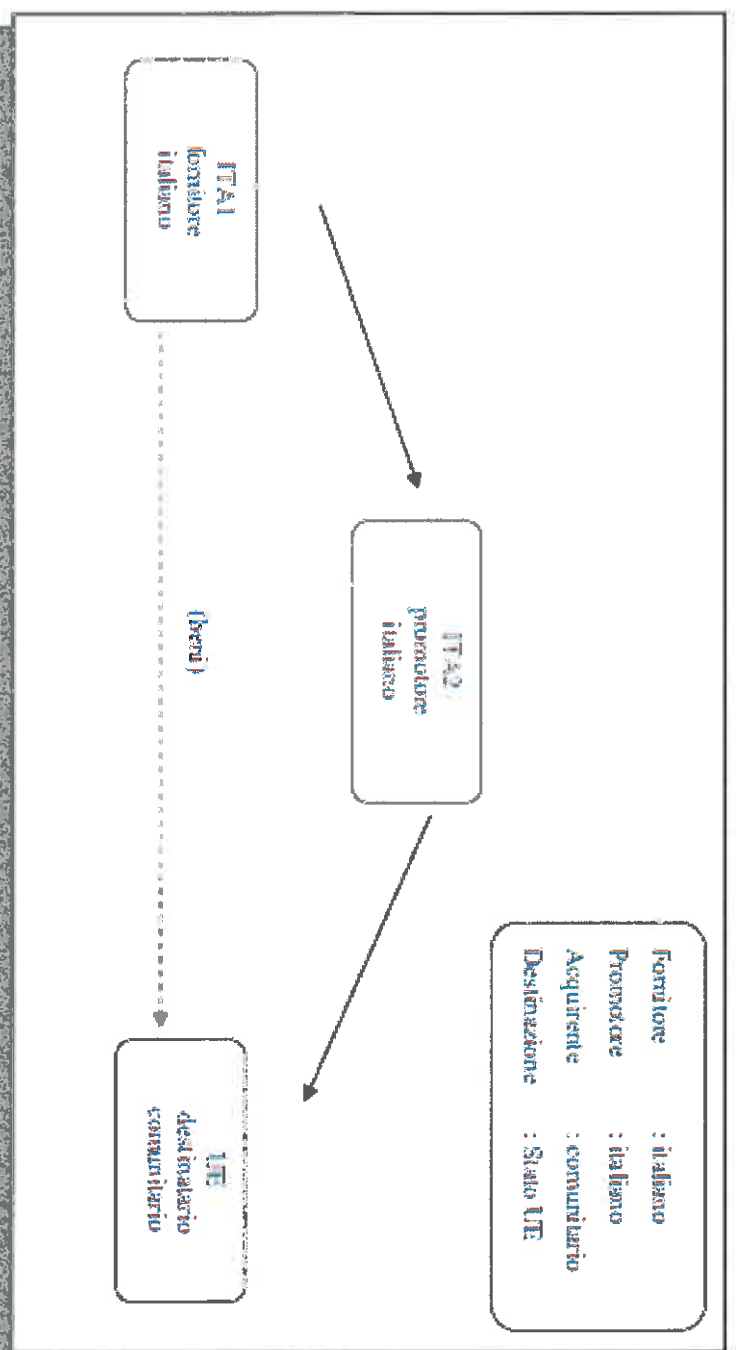 Fornitore : italiano
Promotore : italiano
Acquirente : comunitario
Destinazione : Stato UE
ITA2
promotore
italiano
ITA1
fornitore
italiano
(beni)
UE
destinatario
comunitario